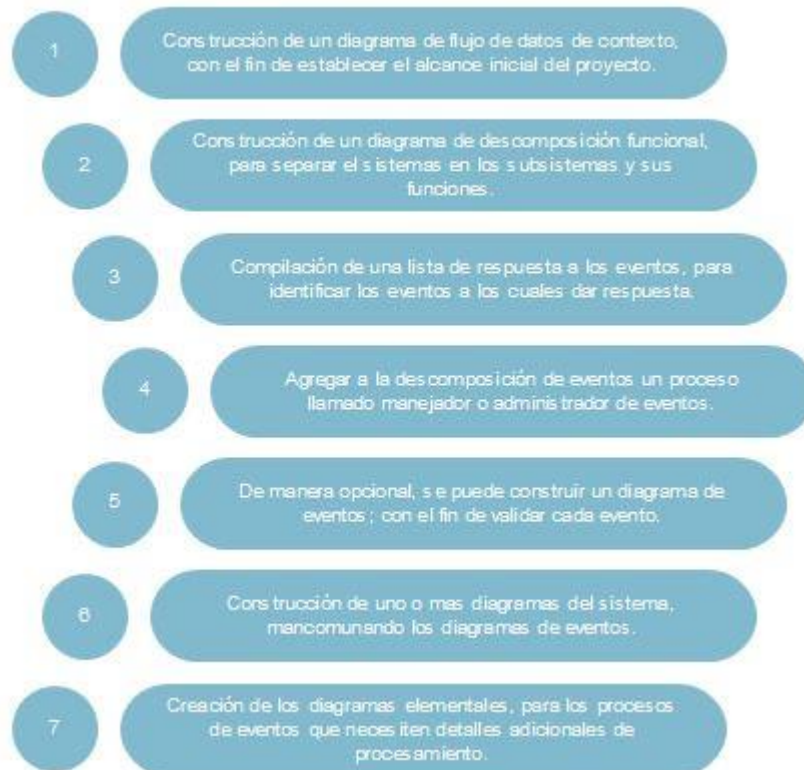 1
Construcción de un diagrama de flujo de datos de contexto,
con el fin de establecer el alcance inicial del proyecto.
2
Construcción de un diagrama de descomposición funcional,
para separar el sistemas en los subsistemas y sus
funciones.
3
Compilación de una lista de respuesta a los eventos, para
identificar los eventos a los cuales dar respuesta.
4
Agregar a la descomposición de eventos un proceso
llamado manejador o administrador de eventos.
5
De manera opcional, se puede construir un diagrama de
eventos; con el fin de validar cada evento.
6
Construcción de uno o mas diagramas del sistema,
mancomunando los diagramas de eventos.
7
Creación de los diagramas elementales, para los procesos
de eventos que necesiten detalles adicionales de
procesamiento.